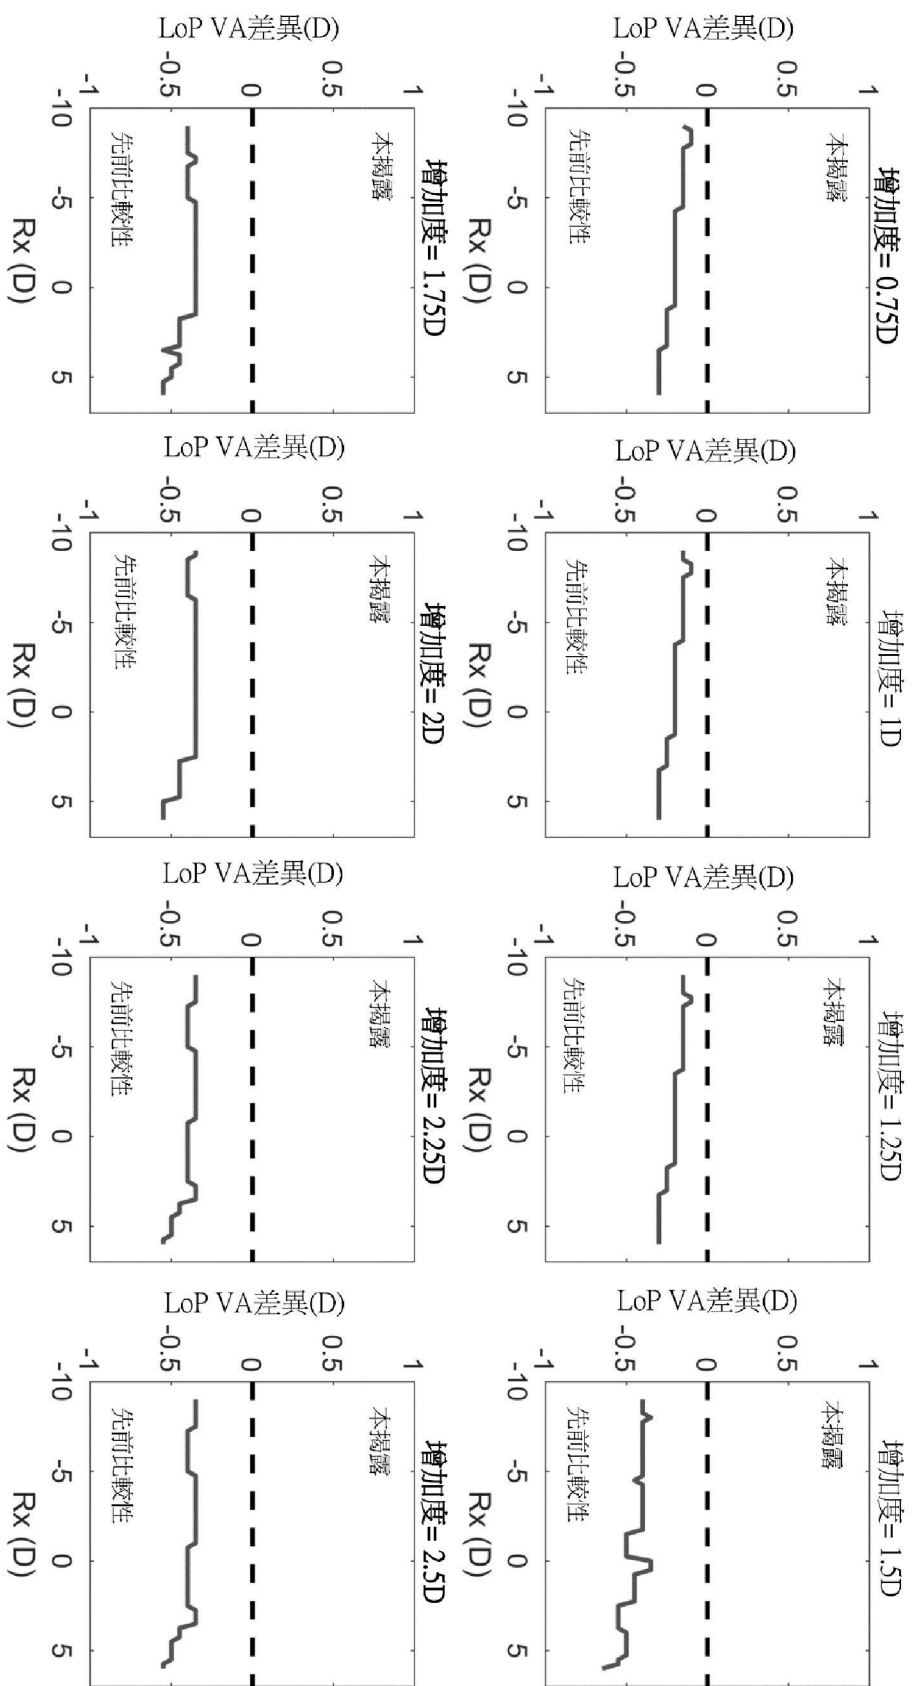 增加度= 0.75D
LoP VA差異(D)
1
0.5
0
-0.5
-1
本揭露
先前比較性
-10
-5
0
5
Rx (D)
增加度= 1D
LoP VA差異(D)
1
0.5
0
-0.5
-1
本揭露
先前比較性
-10
-5
0
5
Rx (D)
增加度= 1.25D
LoP VA差異(D)
1
0.5
0
-0.5
-1
本揭露
先前比較性
-10
-5
0
5
Rx (D)
增加度= 1.5D
LoP VA差異(D)
1
0.5
0
-0.5
-1
本揭露
先前比較性
-10
-5
0
5
Rx (D)
增加度= 1.75D
LoP VA差異(D)
1
0.5
0
-0.5
-1
本揭露
先前比較性
-10
-5
0
5
Rx (D)
增加度= 2D
LoP VA差異(D)
1
0.5
0
-0.5
-1
本揭露
先前比較性
-10
-5
0
5
Rx (D)
增加度= 2.25D
LoP VA差異(D)
1
0.5
0
-0.5
-1
本揭露
先前比較性
-10
-5
0
5
Rx (D)
增加度= 2.5D
LoP VA差異(D)
1
0.5
0
-0.5
-1
本揭露
先前比較性
-10
-5
0
5
Rx (D)